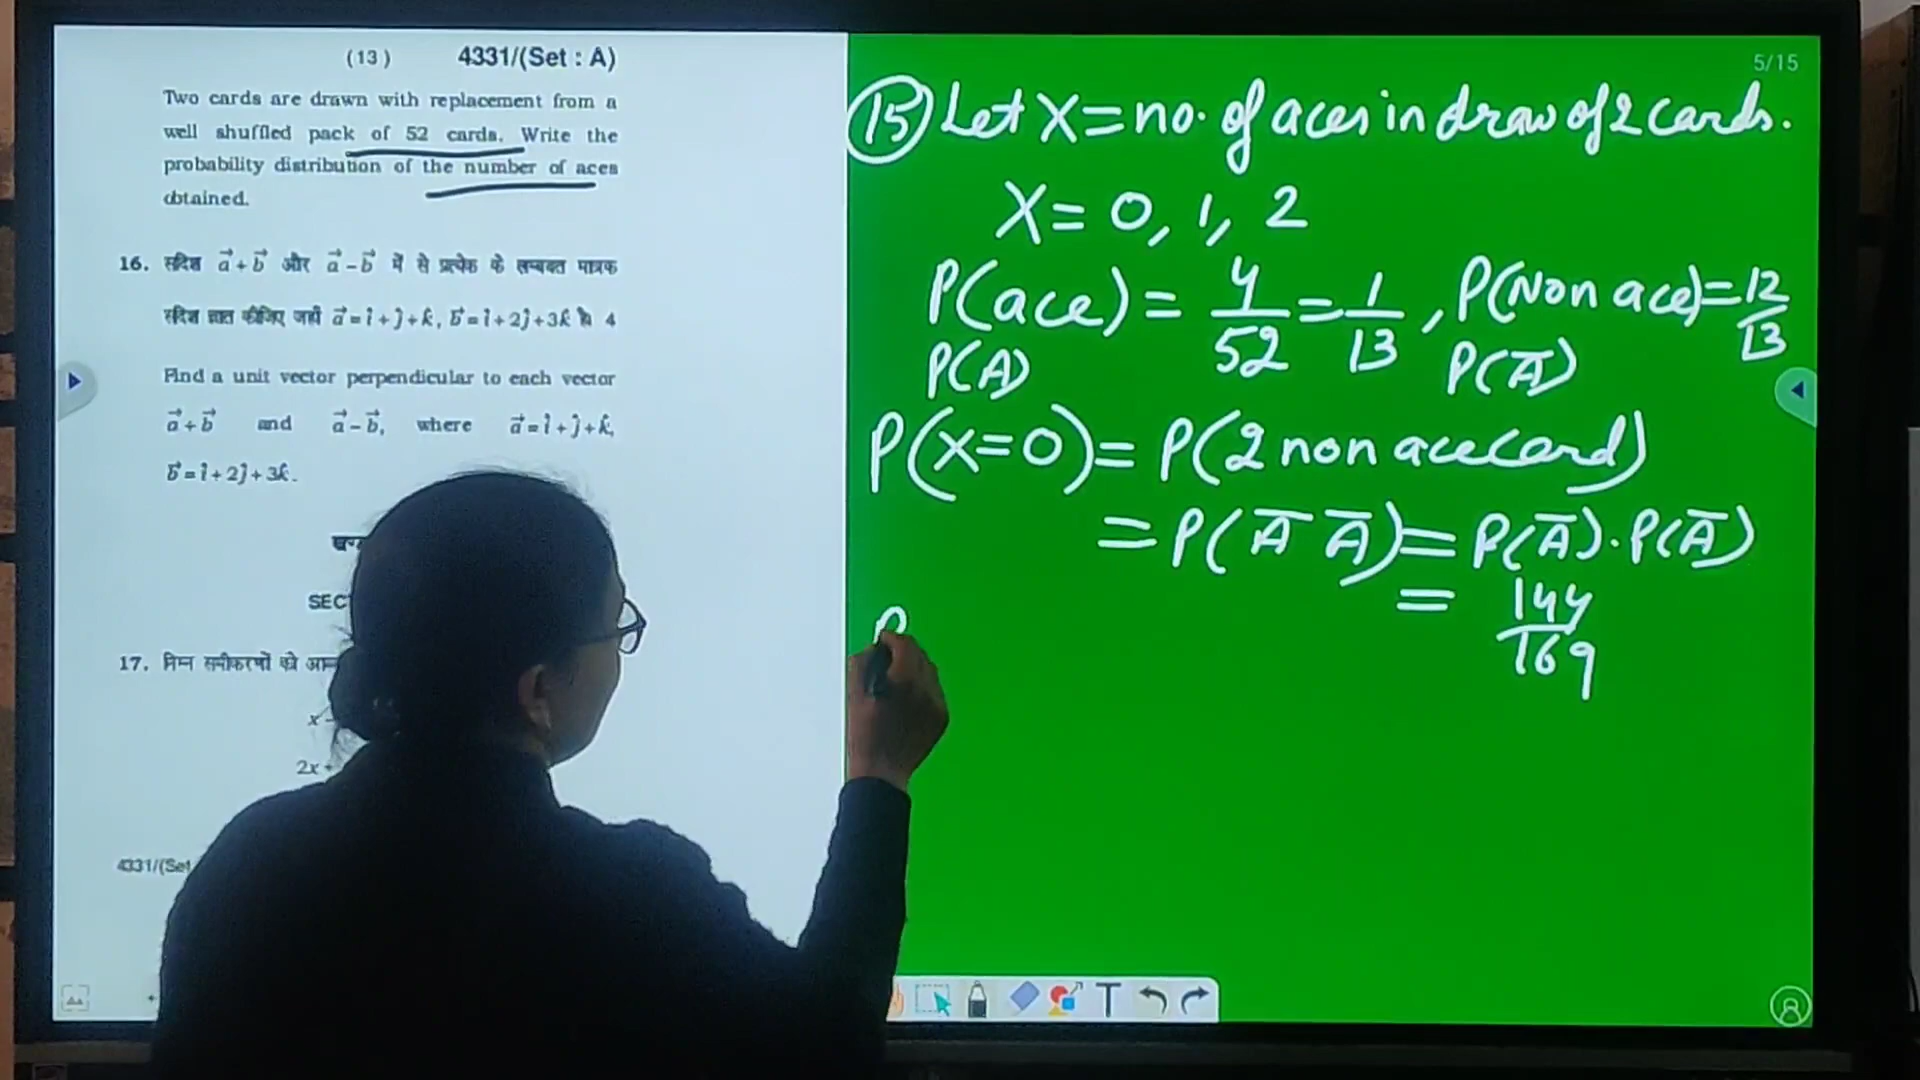 (13) 4331/(Set : A)
Two cards are drawn with replacement from a
well shuffled pack of 52 cards. Write the
probability distribution of the number of aces
obtained.
16. सदिश a⃗ + b⃗ और a⃗ − b⃗ में से प्रत्येक के लम्बवत मात्रक
सदिश ज्ञात कीजिए जहाँ a⃗ = î + ĵ + k̂, b⃗ = î + 2ĵ + 3k̂ है 4
Find a unit vector perpendicular to each vector
a⃗ + b⃗ and a⃗ − b⃗, where a⃗ = î + ĵ + k̂,
b⃗ = î + 2ĵ + 3k̂.
17. निम्न समीकरणों को
x
2x +
4331/(Set
5/15
15 Let X = no. of aces in draw of 2 cards.
X = 0, 1, 2
P(ace) = 4/52 = 1/13, P(Non ace) = 12/13
P(A) P(Ā)
P(X=0) = P(2 non ace card)
= P(Ā Ā) = P(Ā) . P(Ā)
= 144/169
P
T